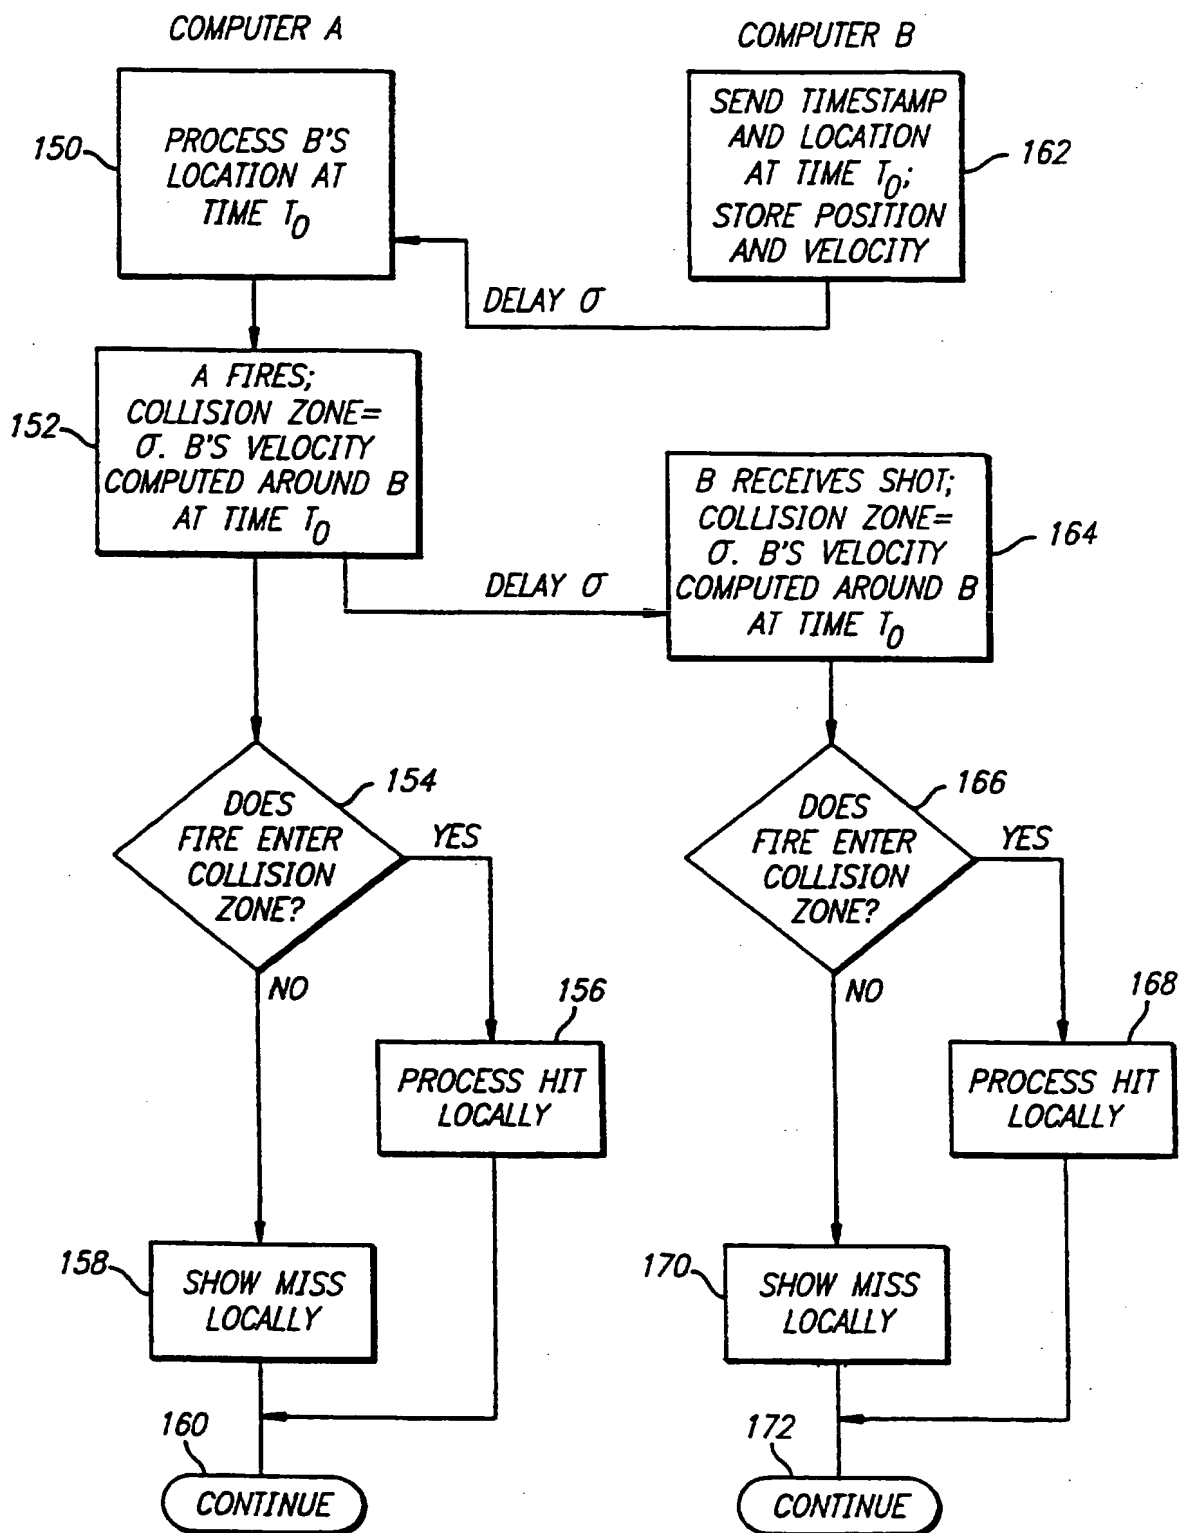 COMPUTER A
150
PROCESS B'S
LOCATION AT
TIME T0
152
A FIRES;
COLLISION ZONE=
σ. B'S VELOCITY
COMPUTED AROUND B
AT TIME T0
154
DOES
FIRE ENTER
COLLISION
ZONE?
YES
NO
156
PROCESS HIT
LOCALLY
158
SHOW MISS
LOCALLY
160
CONTINUE
COMPUTER B
SEND TIMESTAMP
AND LOCATION
AT TIME T0;
STORE POSITION
AND VELOCITY
162
DELAY σ
DELAY σ
B RECEIVES SHOT;
COLLISION ZONE=
σ. B'S VELOCITY
COMPUTED AROUND B
AT TIME T0
164
166
DOES
FIRE ENTER
COLLISION
ZONE?
YES
NO
168
PROCESS HIT
LOCALLY
170
SHOW MISS
LOCALLY
172
CONTINUE